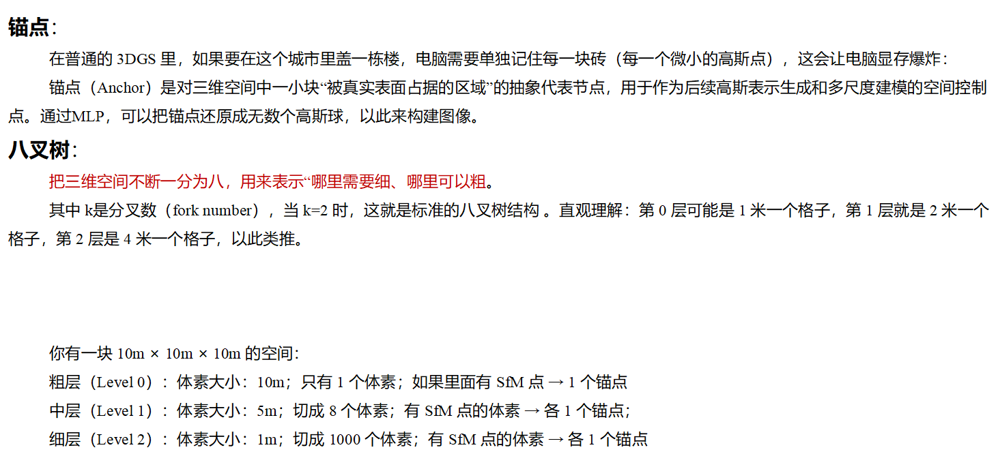 锚点：
在普通的 3DGS 里，如果要在这个城市里盖一栋楼，电脑需要单独记住每一块砖（每一个微小的高斯点），这会让电脑显存爆炸：
锚点（Anchor）是对三维空间中一小块“被真实表面占据的区域”的抽象代表节点，用于作为后续高斯表示生成和多尺度建模的空间控制
点。通过MLP，可以把锚点还原成无数个高斯球，以此来构建图像。
八叉树：
把三维空间不断一分为八，用来表示“哪里需要细、哪里可以粗。
其中 k是分叉数（fork number），当 k=2 时，这就是标准的八叉树结构 。直观理解：第 0 层可能是 1 米一个格子，第 1 层就是 2 米一个
格子，第 2 层是 4 米一个格子，以此类推。
你有一块 10m × 10m × 10m 的空间：
粗层（Level 0）：体素大小：10m；只有 1 个体素；如果里面有 SfM 点 → 1 个锚点
中层（Level 1）：体素大小：5m；切成 8 个体素；有 SfM 点的体素 → 各 1 个锚点；
细层（Level 2）：体素大小：1m；切成 1000 个体素；有 SfM 点的体素 → 各 1 个锚点